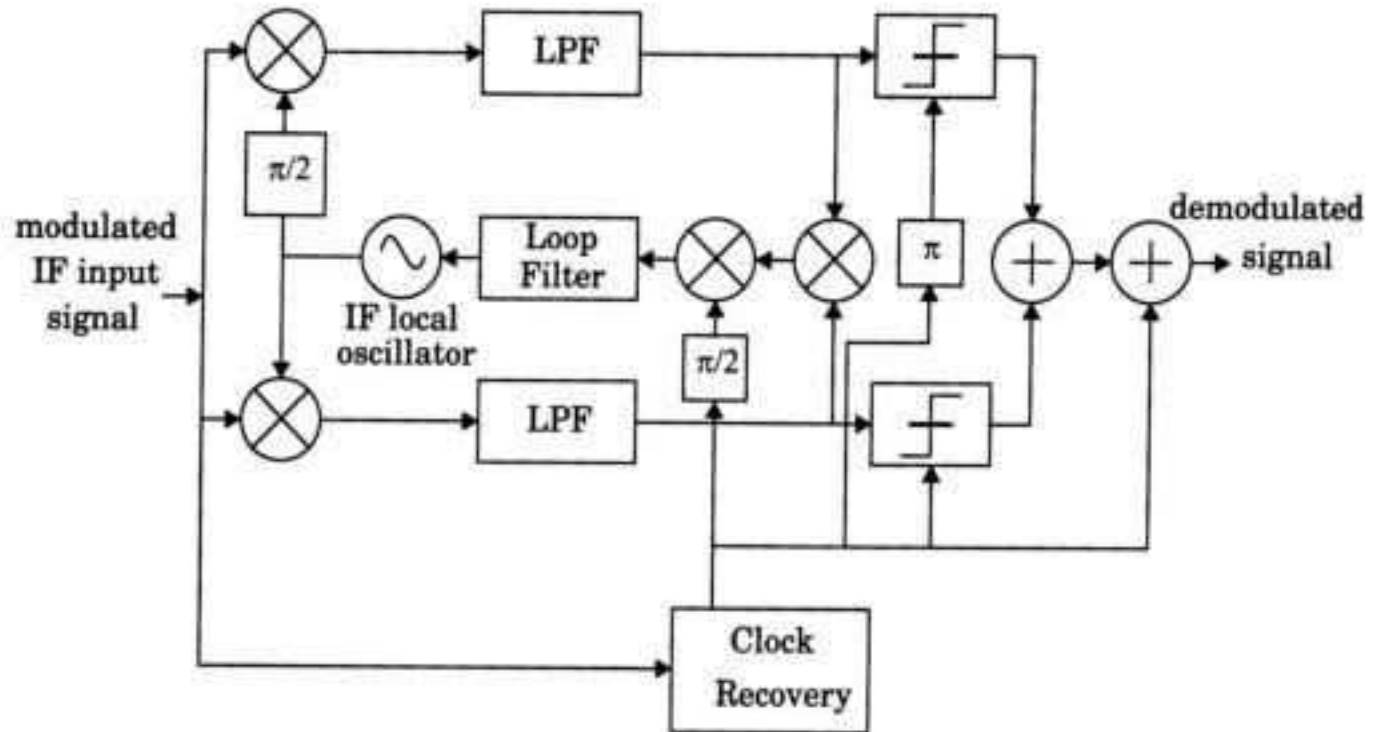 LPF
π/2
modulated
IF input
signal
Loop
Filter
IF local
oscillator
π
demodulated
signal
π/2
LPF
Clock
Recovery